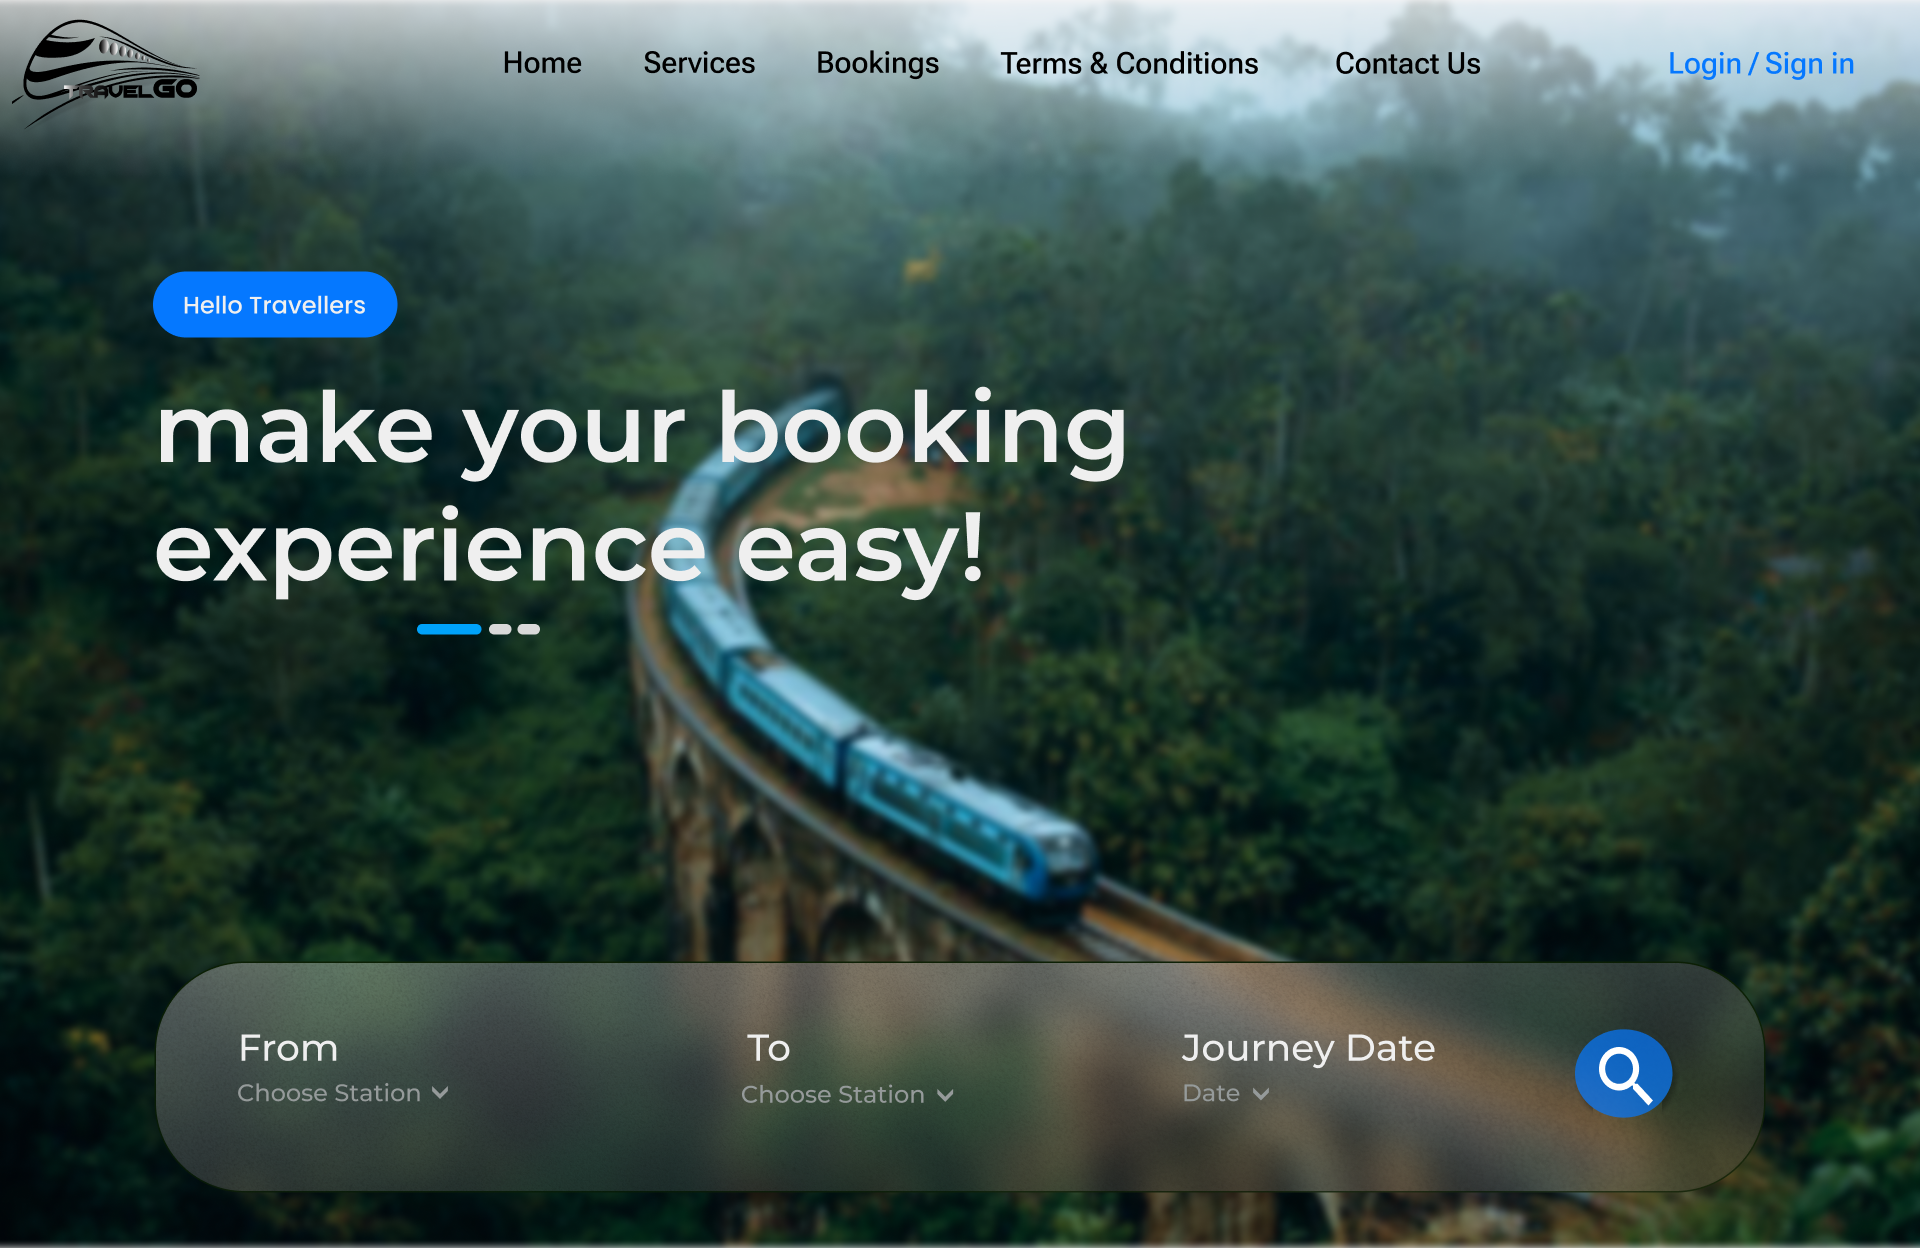 TRAVELGO
Home Services Bookings Terms & Conditions Contact Us Login / Sign in
Hello Travellers
make your booking
experience easy!
From To Journey Date
Choose Station Choose Station Date